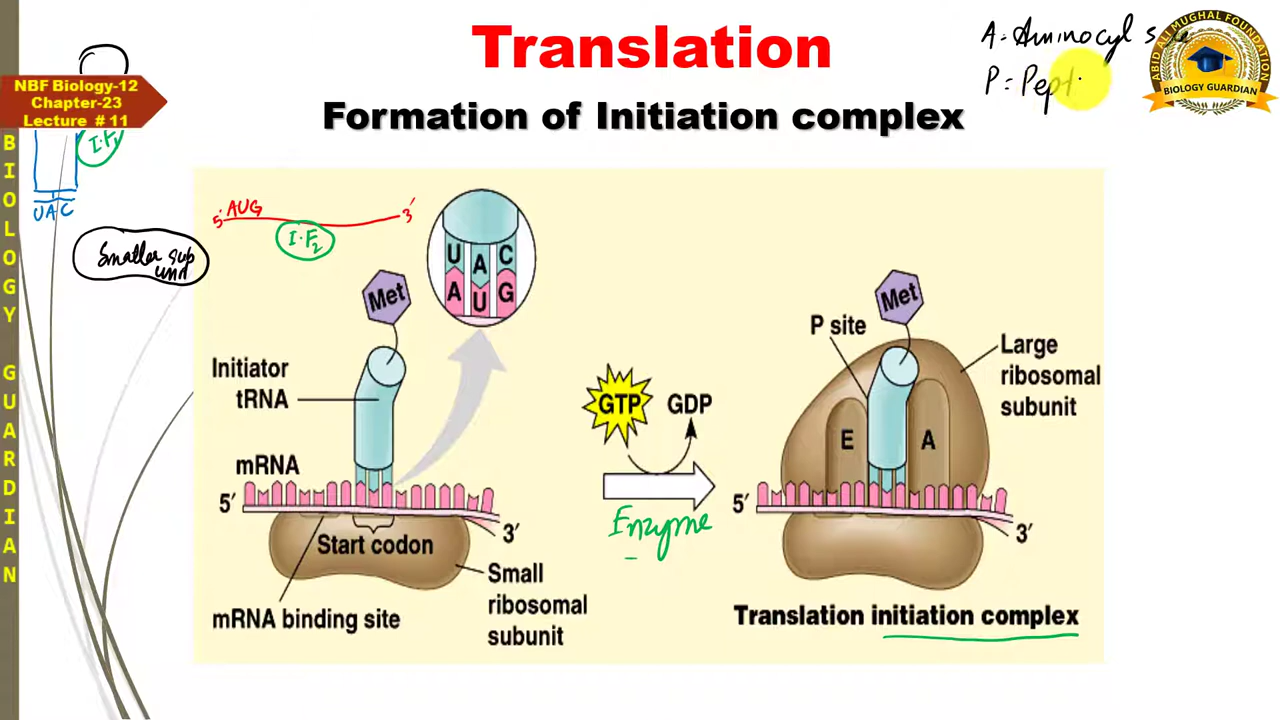 Translation
Formation of Initiation complex
NBF Biology-12
Chapter-23
Lecture # 11
BIOLOGY GUARDIAN
A: Aminocyl
P: Pept
ABID ALI MUGHAL FOUNDATION
BIOLOGY GUARDIAN
I.F1
UAC
Smaller sub
unit
5' AUG 3'
I.F2
U A C
A U G
Met
Initiator
tRNA
mRNA
5'
3'
Start codon
mRNA binding site
Small
ribosomal
subunit
GTP
GDP
Enzyme
Met
P site
Large
ribosomal
subunit
E
A
5'
3'
Translation initiation complex